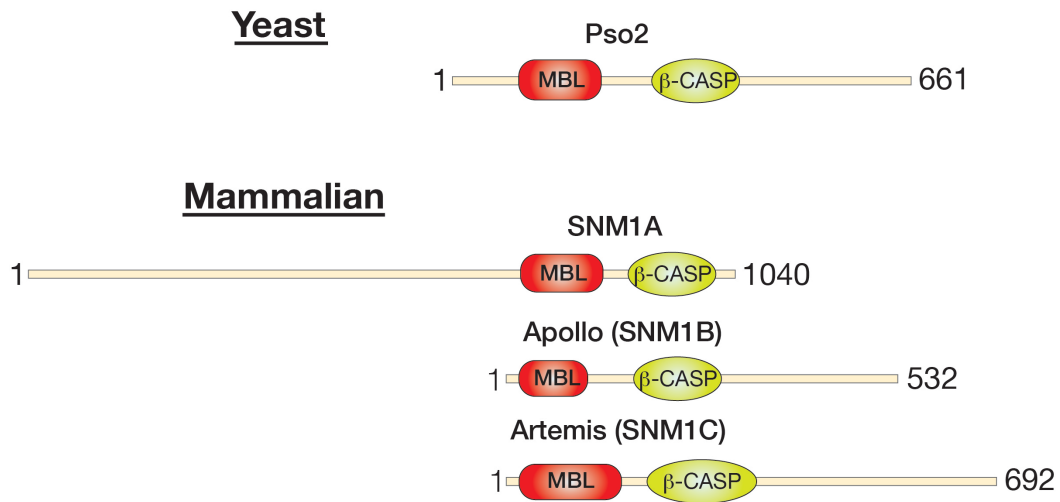 Yeast
Pso2
1 MBL β-CASP 661
Mammalian
SNM1A
1 MBL β-CASP 1040
Apollo (SNM1B)
1 MBL β-CASP 532
Artemis (SNM1C)
1 MBL β-CASP 692